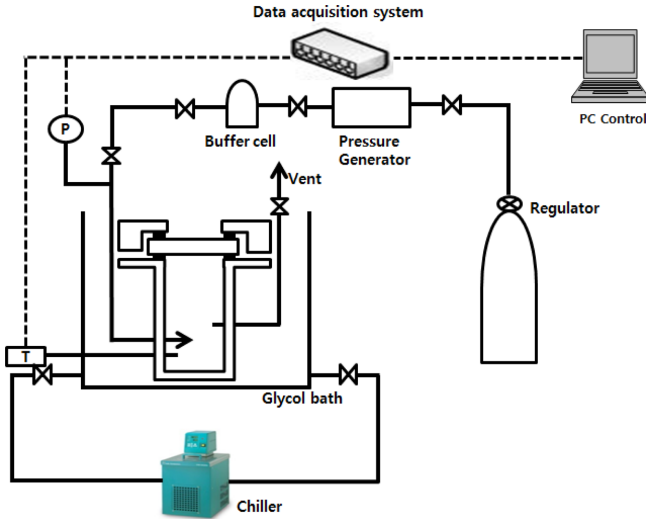 Data acquisition system
PC Control
P
Buffer cell
Pressure
Generator
Vent
Regulator
T
Glycol bath
Chiller